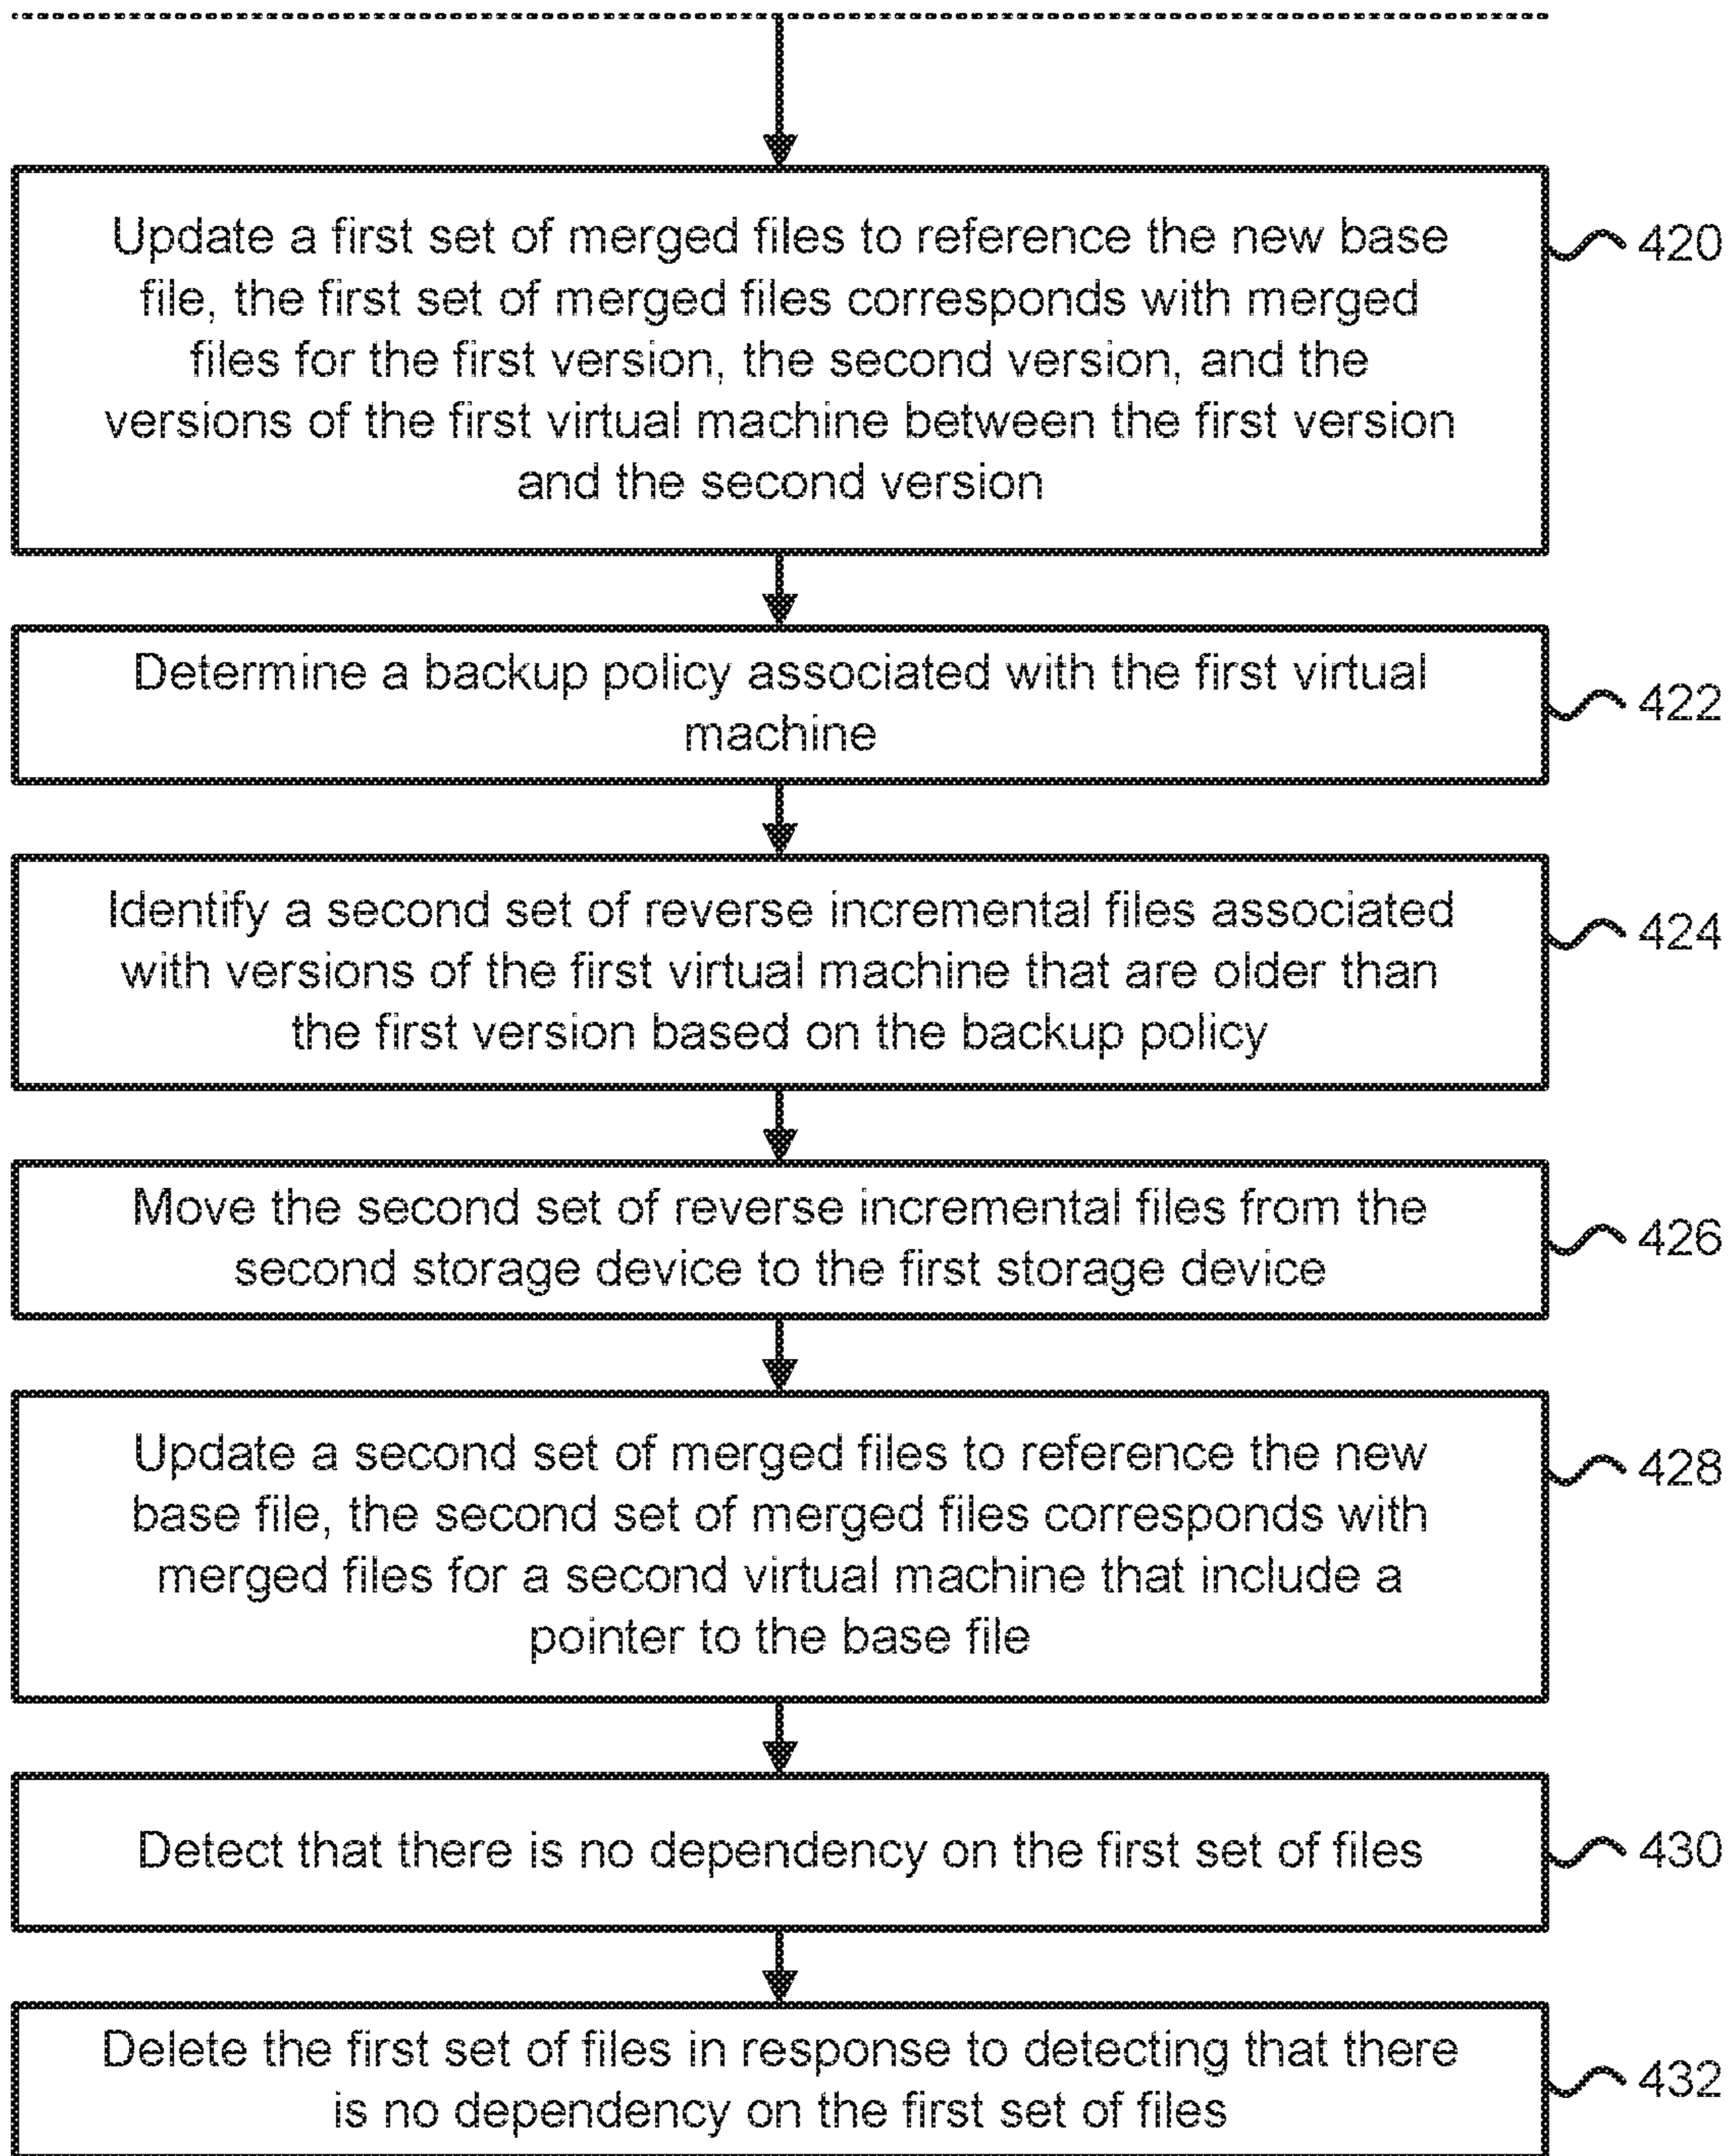 Update a first set of merged files to reference the new base
file, the first set of merged files corresponds with merged
files for the first version, the second version, and the
versions of the first virtual machine between the first version
and the second version
420
Determine a backup policy associated with the first virtual
machine
422
Identify a second set of reverse incremental files associated
with versions of the first virtual machine that are older than
the first version based on the backup policy
424
Move the second set of reverse incremental files from the
second storage device to the first storage device
426
Update a second set of merged files to reference the new
base file, the second set of merged files corresponds with
merged files for a second virtual machine that include a
pointer to the base file
428
Detect that there is no dependency on the first set of files
430
Delete the first set of files in response to detecting that there
is no dependency on the first set of files
432